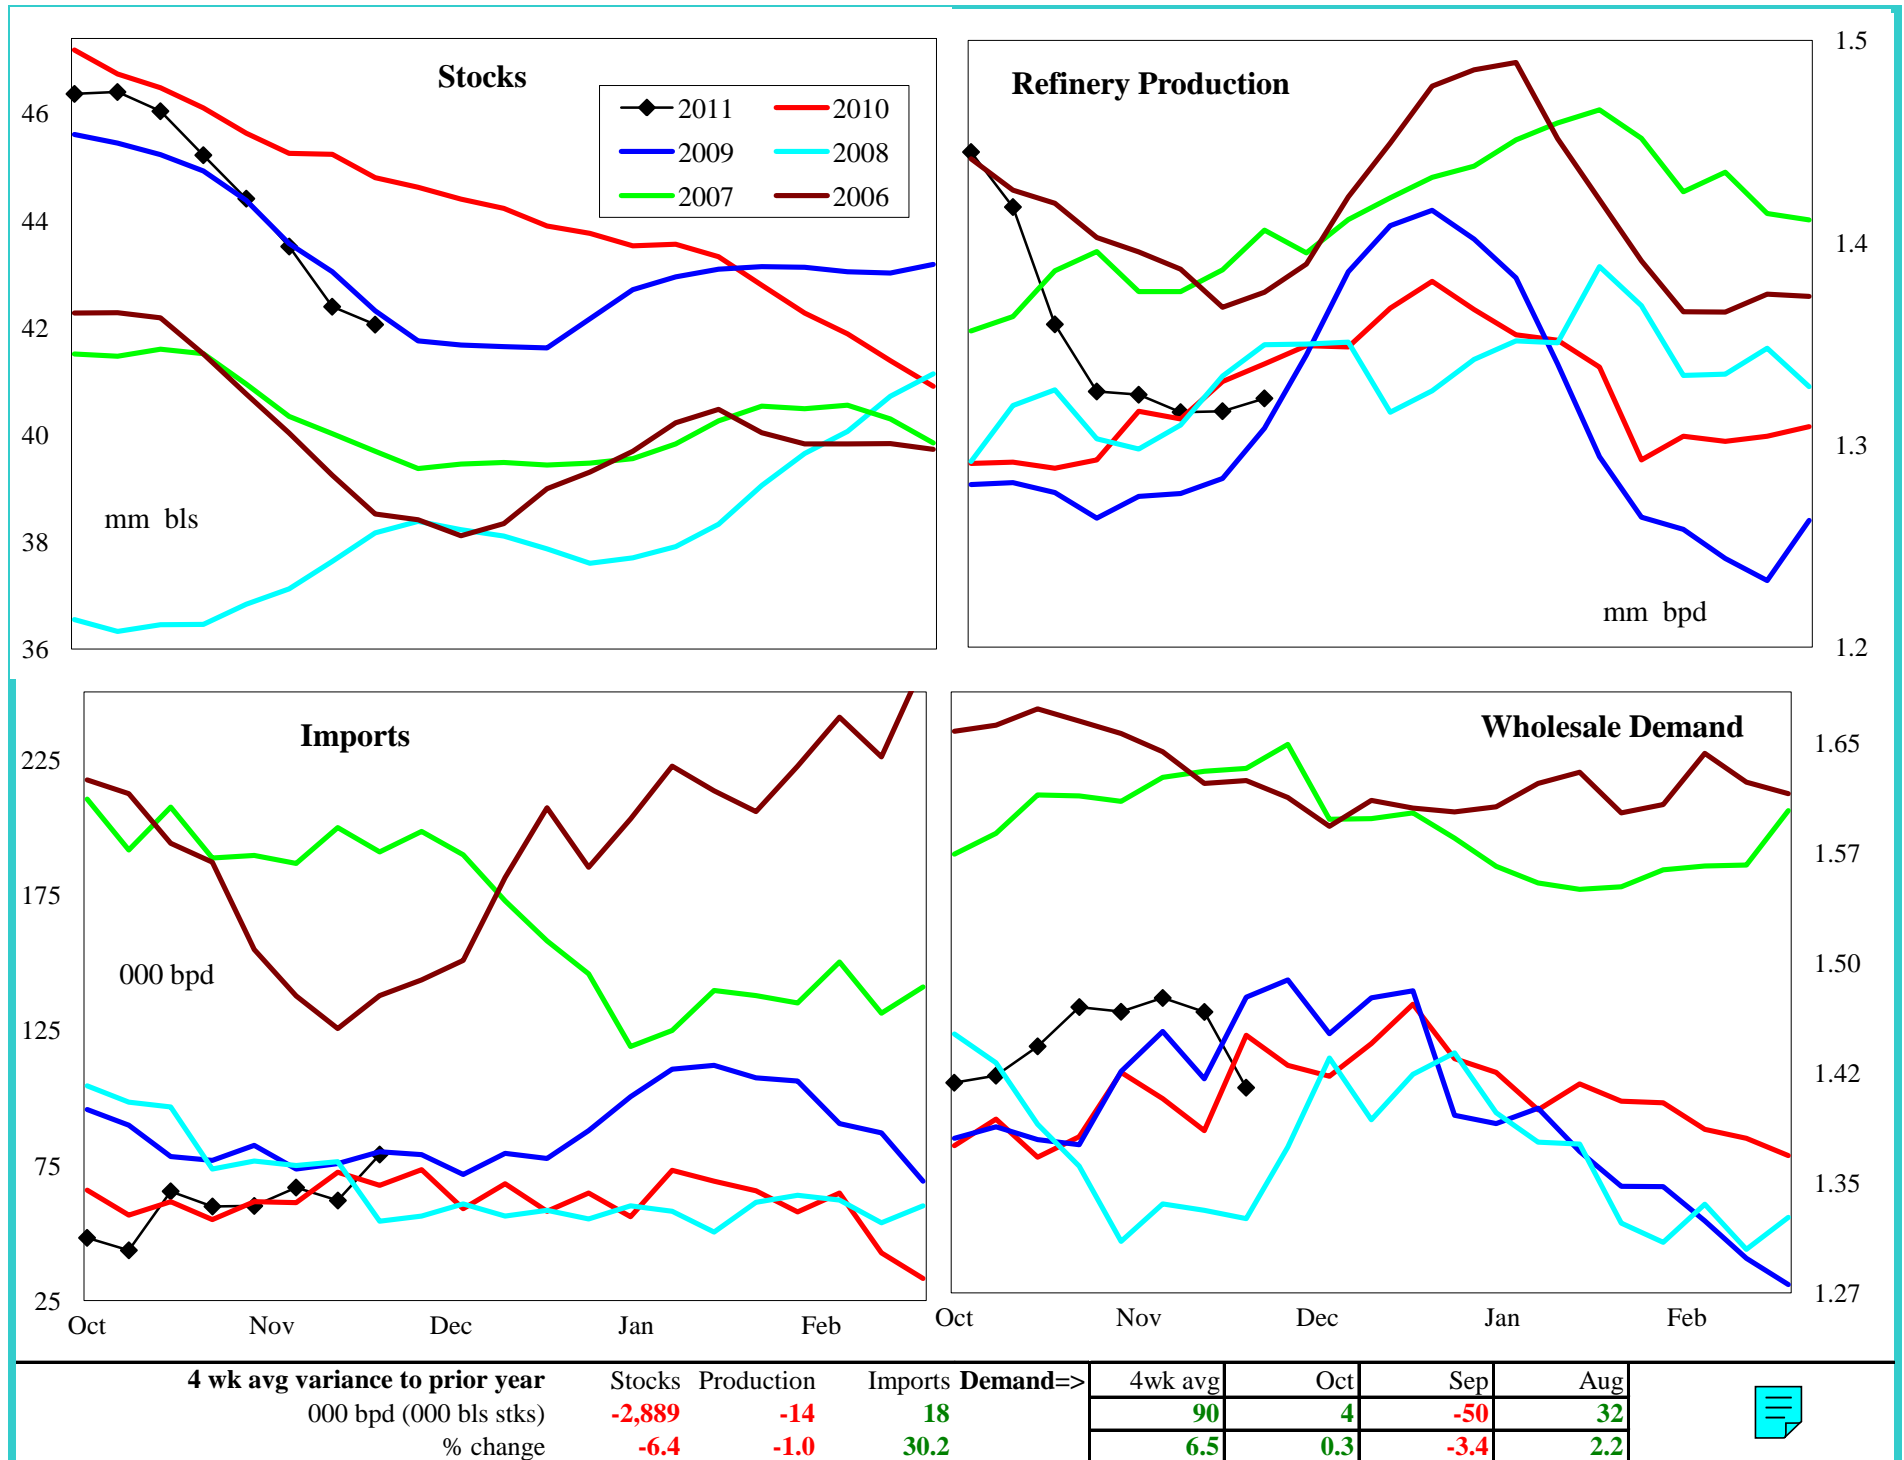 Stocks
46
44
42
40
38
36
2011 2010
2009 2008
2007 2006
mm bls
Refinery Production
1.5
1.4
1.3
1.2
mm bpd
Imports
225
175
125
75
25
000 bpd
Oct Nov Dec Jan Feb
Wholesale Demand
1.65
1.57
1.50
1.42
1.35
1.27
Oct Nov Dec Jan Feb
4 wk avg variance to prior year Stocks Production Imports Demand=> 4wk avg Oct Sep Aug
000 bpd (000 bls stks) -2,889 -14 18 90 4 -50 32
% change -6.4 -1.0 30.2 6.5 0.3 -3.4 2.2